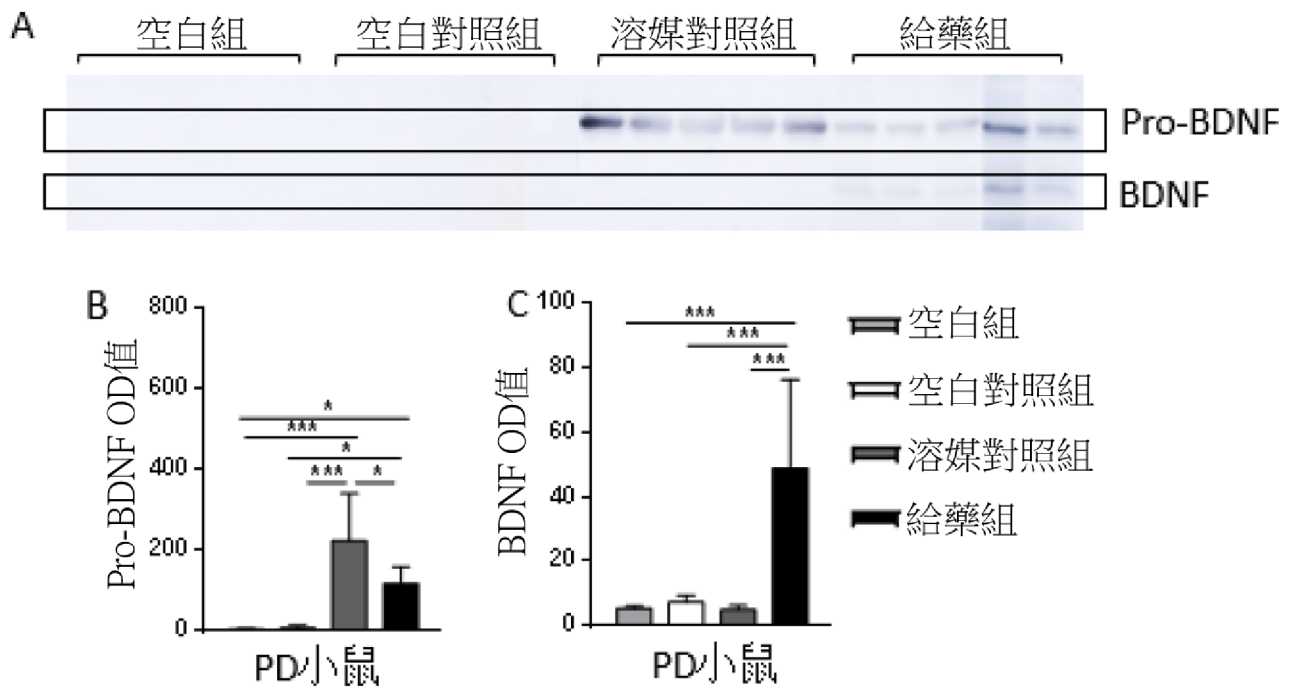 A
空白組 空白對照組 溶媒對照組 給藥組
Pro-BDNF
BDNF
B
Pro-BDNF OD值
800
600
400
200
0
*
***
*
*** *
PD小鼠
C
BDNF OD值
100
80
60
40
20
0
***
***
***
PD小鼠
空白組
空白對照組
溶媒對照組
給藥組